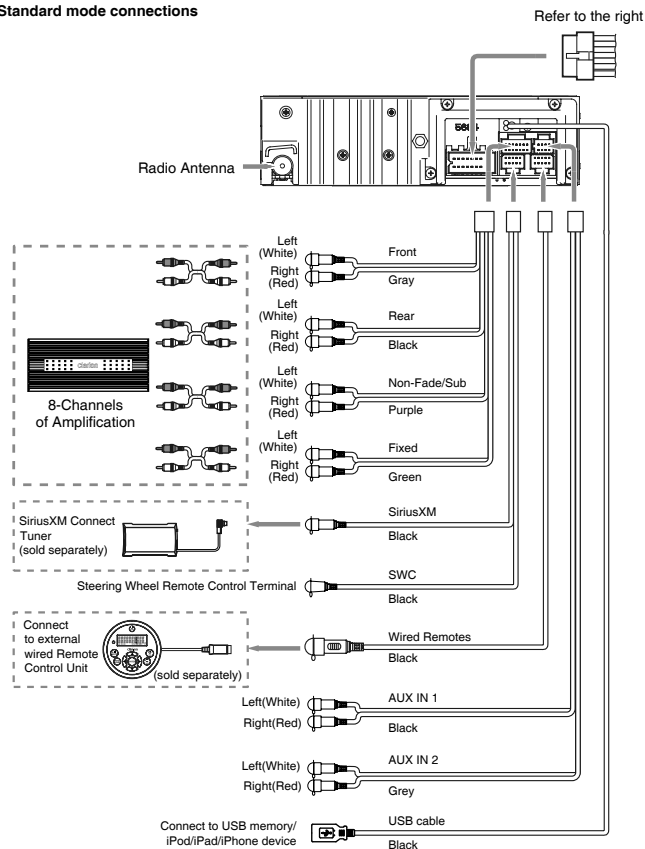 Standard mode connections
Refer to the right
Radio Antenna
Left
(White)
Front
Right
(Red)
Gray
Left
(White)
Rear
Right
(Red)
Black
Left
(White)
Non-Fade/Sub
Right
(Red)
Purple
Left
(White)
Fixed
Right
(Red)
Green
Clarion
8-Channels
of Amplification
SiriusXM Connect
Tuner
(sold separately)
SiriusXM
Black
Steering Wheel Remote Control Terminal
SWC
Black
Connect
to external
wired Remote
Control Unit
(sold separately)
Wired Remotes
Black
Left(White)
AUX IN 1
Right(Red)
Black
Left(White)
AUX IN 2
Right(Red)
Grey
Connect to USB memory/
iPod/iPad/iPhone device
USB cable
Black